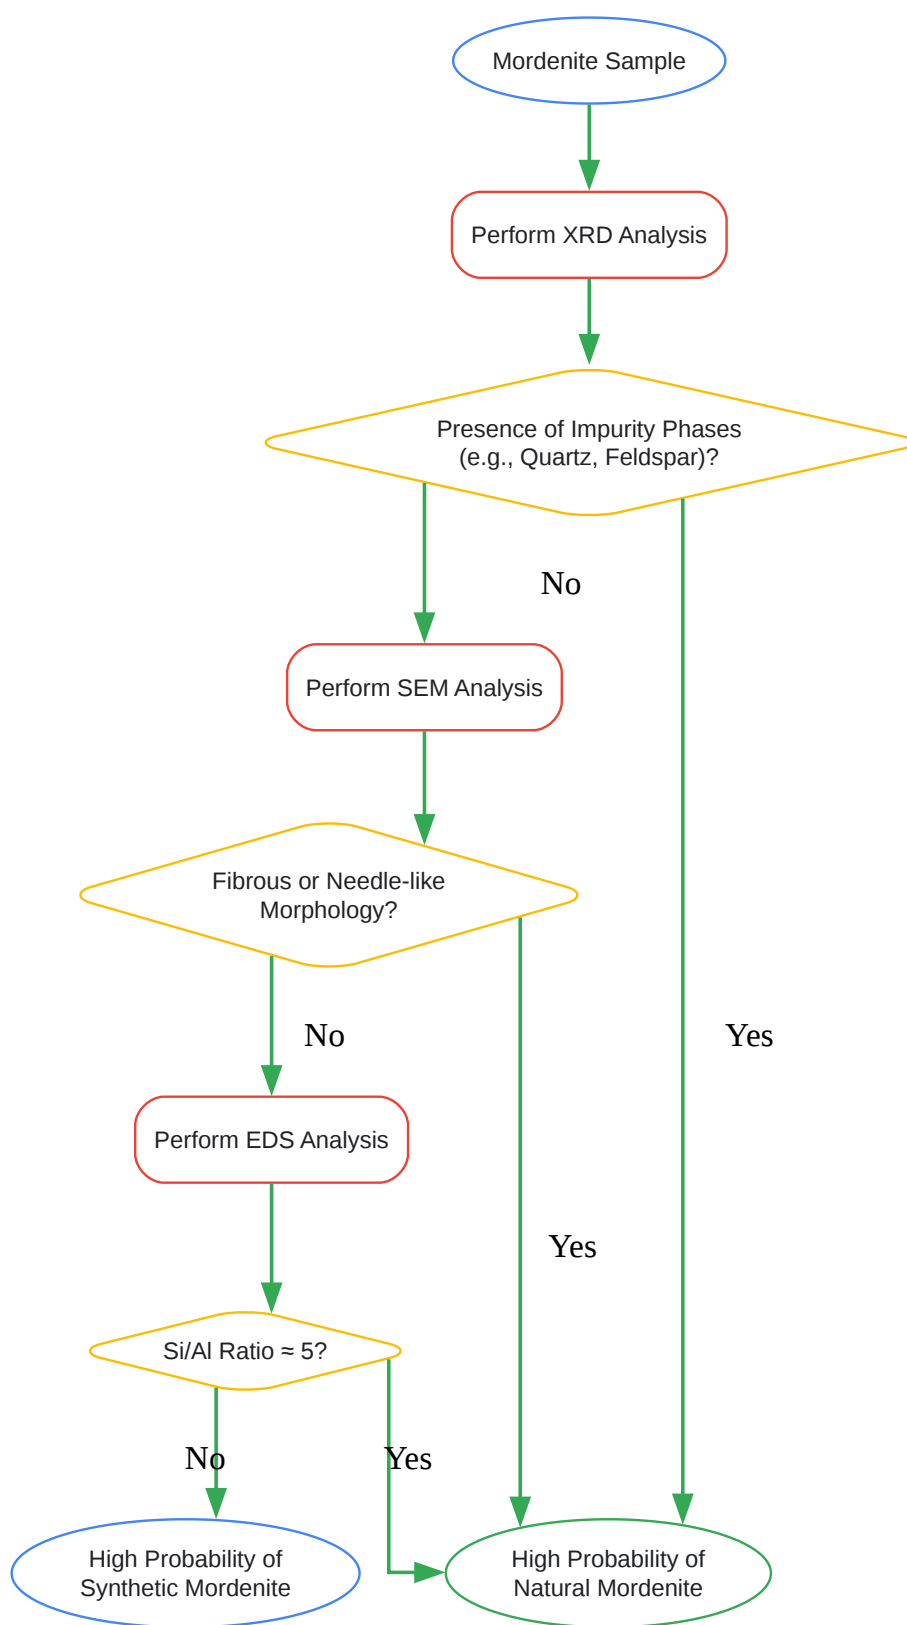 Mordenite Sample
Perform XRD Analysis
Presence of Impurity Phases
(e.g., Quartz, Feldspar)?
No
Perform SEM Analysis
Fibrous or Needle-like
Morphology?
No
Yes
Perform EDS Analysis
Yes
Si/Al Ratio ≈ 5?
No
Yes
High Probability of
Synthetic Mordenite
High Probability of
Natural Mordenite